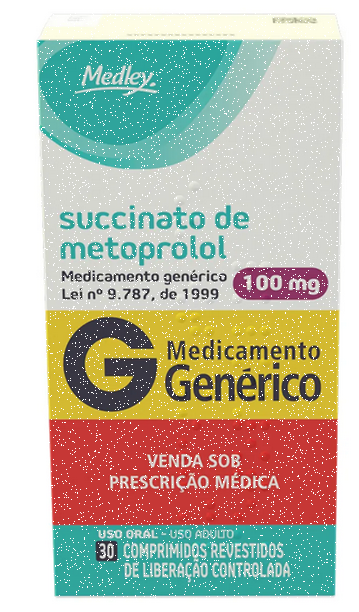 Medley.
succinato de
metoprolol
Medicamento genérico
Lei nº 9.787, de 1999
100 mg
G Medicamento
Genérico
VENDA SOB
PRESCRIÇÃO MÉDICA
USO ORAL - USO ADULTO
30 COMPRIMIDOS REVESTIDOS
DE LIBERAÇÃO CONTROLADA